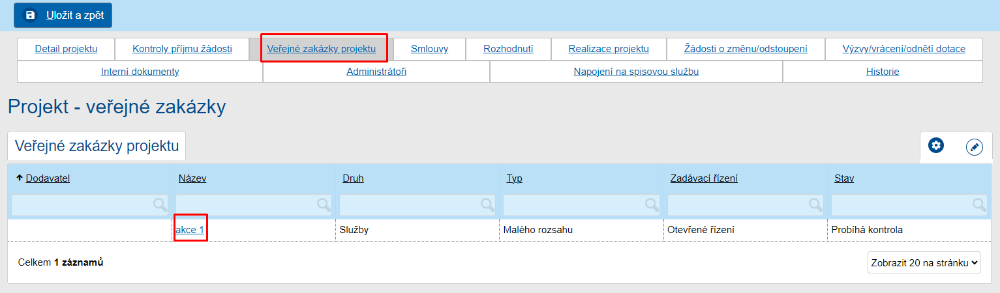 Uložit a zpět
Detail projektu Kontroly příjmu žádosti Veřejné zakázky projektu Smlouvy Rozhodnutí Realizace projektu Žádosti o změnu/odstoupení Výzvy/vrácení/odnětí dotace
Interní dokumenty Administrátoři Napojení na spisovou službu Historie
Projekt - veřejné zakázky
Veřejné zakázky projektu
Dodavatel Název Druh Typ Zadávací řízení Stav
akce 1 Služby Malého rozsahu Otevřené řízení Probíhá kontrola
Celkem 1 záznamů Zobrazit 20 na stránku